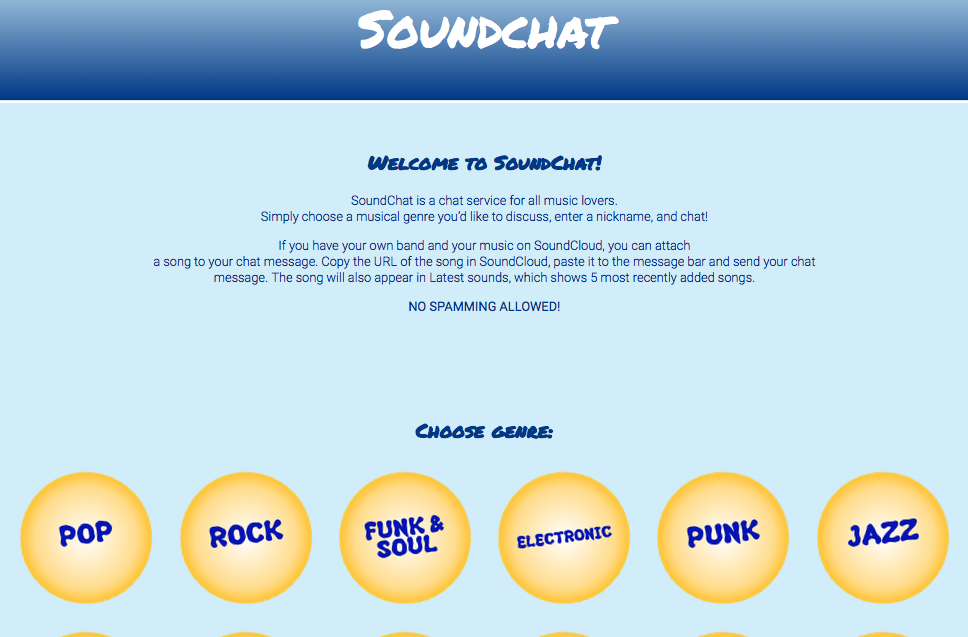 Soundchat
Welcome to SoundChat!
SoundChat is a chat service for all music lovers.
Simply choose a musical genre you’d like to discuss, enter a nickname, and chat!
If you have your own band and your music on SoundCloud, you can attach
a song to your chat message. Copy the URL of the song in SoundCloud, paste it to the message bar and send your chat
message. The song will also appear in Latest sounds, which shows 5 most recently added songs.
NO SPAMMING ALLOWED!
Choose genre:
POP
ROCK
FUNK &
SOUL
ELECTRONIC
PUNK
JAZZ